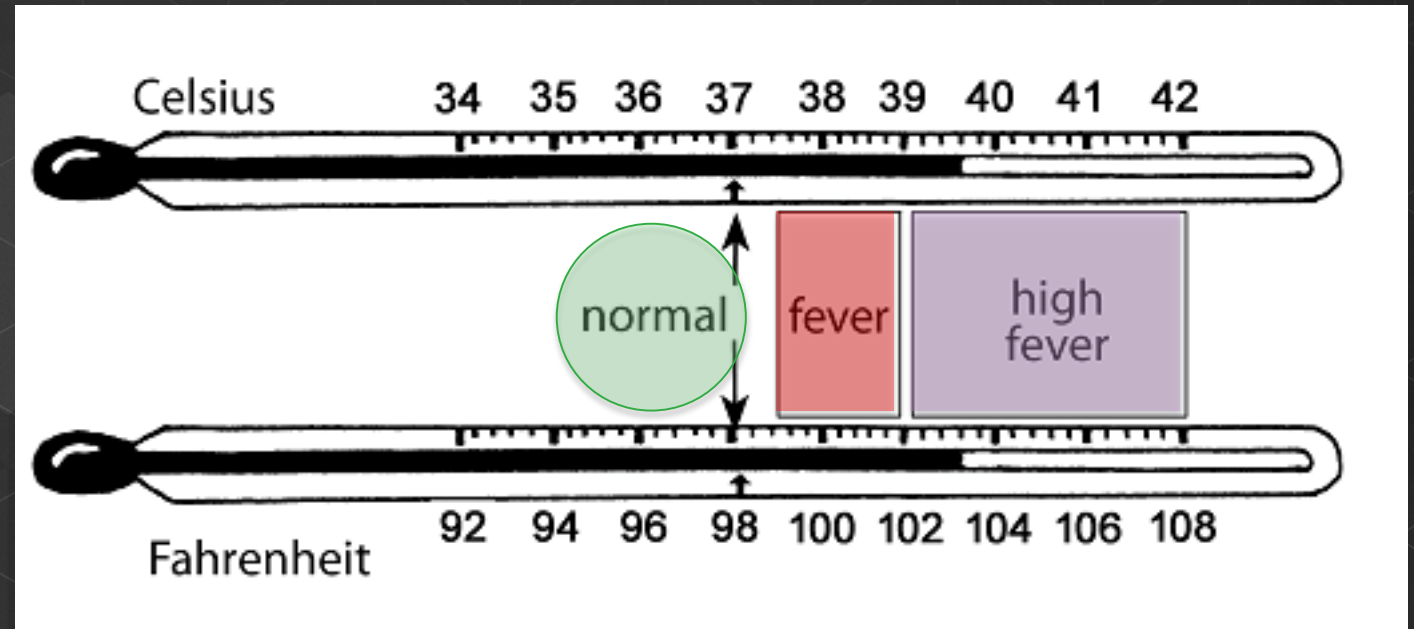 Celsius 34 35 36 37 38 39 40 41 42
normal fever high
fever
92 94 96 98 100 102 104 106 108
Fahrenheit